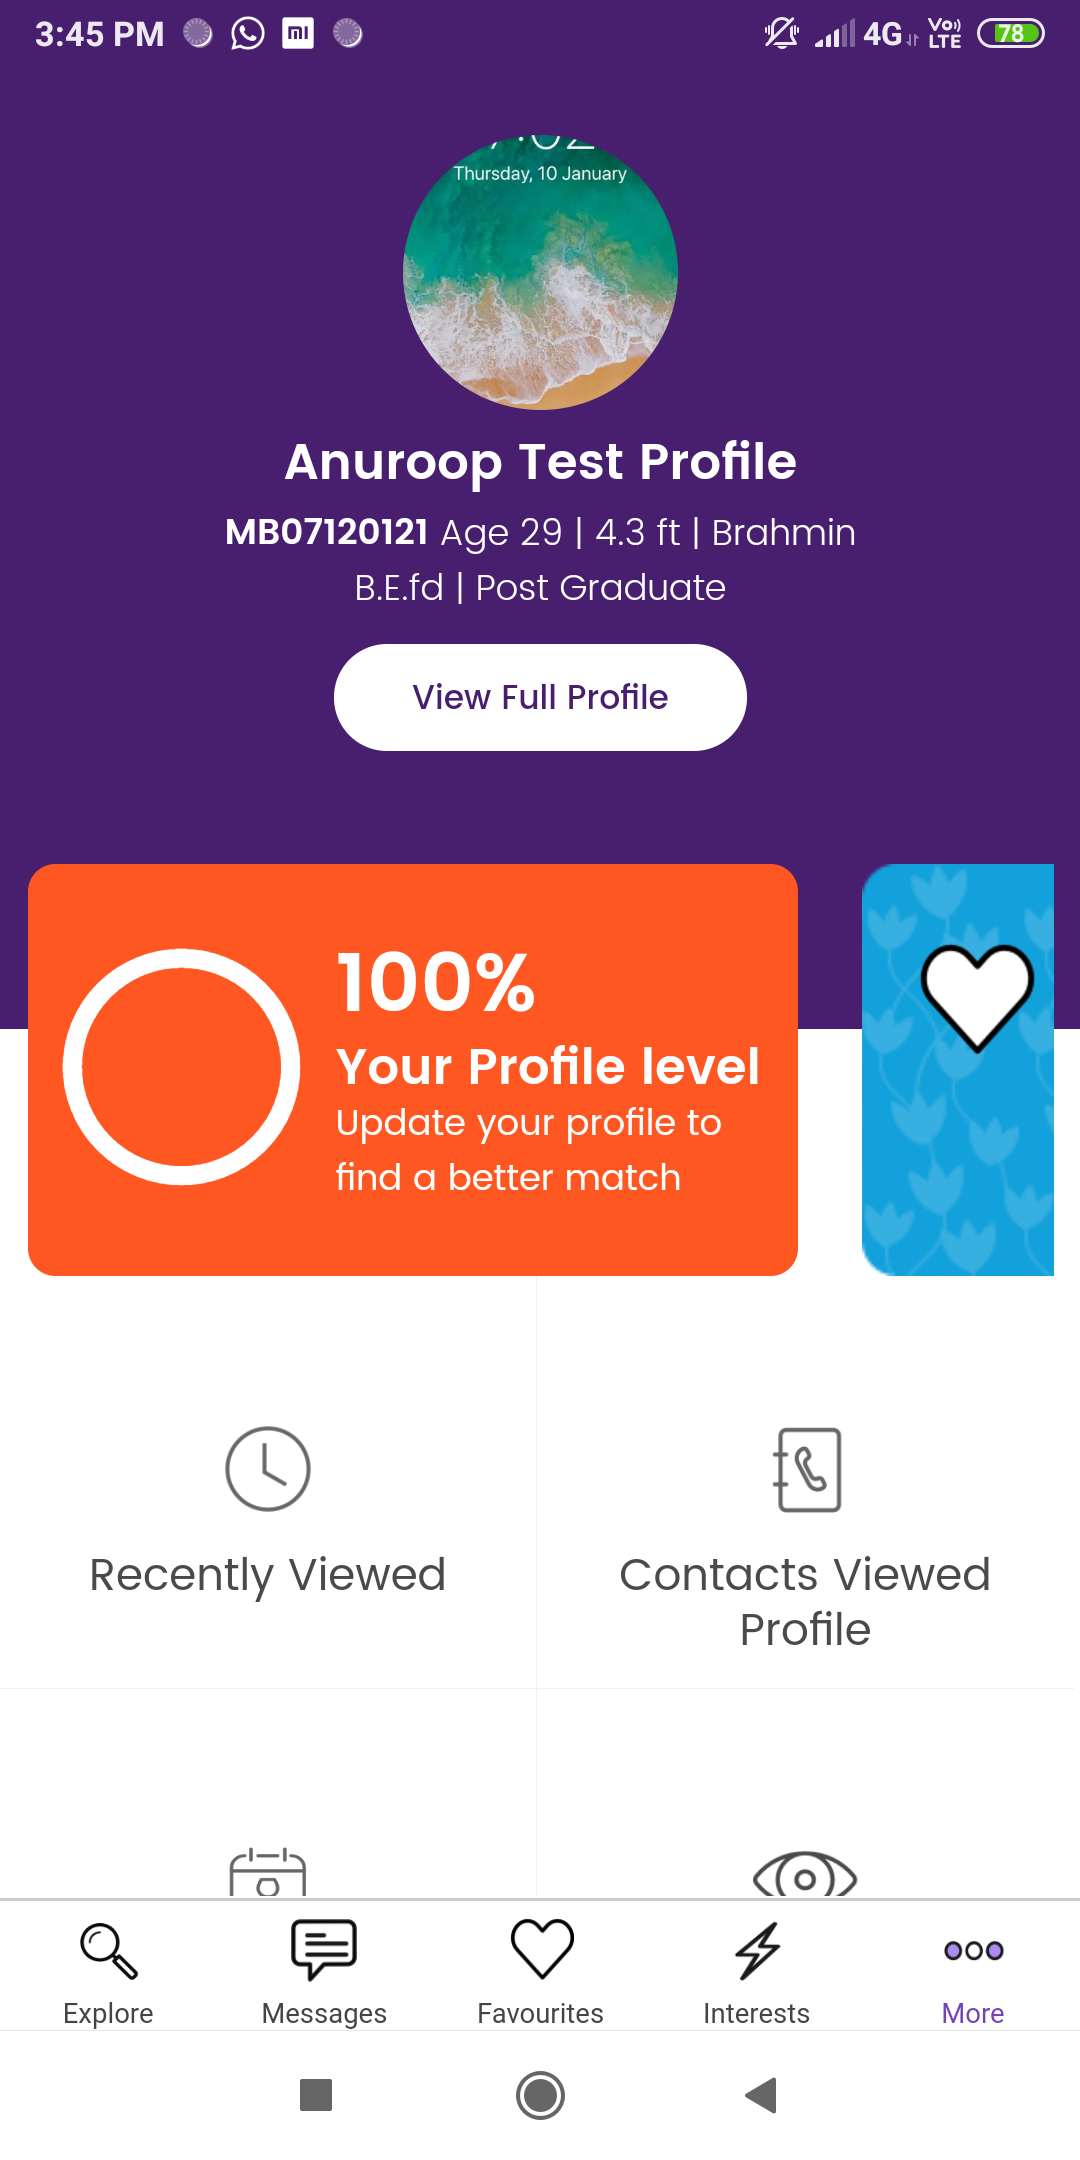 3:45 PM 4G Vo LTE 78
Thursday, 10 January
Anuroop Test Profile
MB07120121 Age 29 | 4.3 ft | Brahmin
B.E.fd | Post Graduate
View Full Profile
100%
Your Profile level
Update your profile to
find a better match
Recently Viewed
Contacts Viewed
Profile
Explore
Messages
Favourites
Interests
More